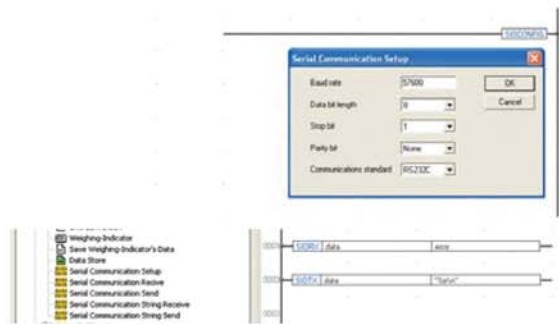 SIOCONFIG
Serial Communication Setup
Baud rate 57600 OK
Data bit length 8 Cancel
Stop bit 1
Parity bit None
Communications standard RS232C
Weighing-Indicator
Save Weighing-Indicator's Data
Data Store
Serial Communication Setup
Serial Communication Recive
Serial Communication Send
Serial Communication String Receive
Serial Communication String Send
SIORX data
SIOTX data